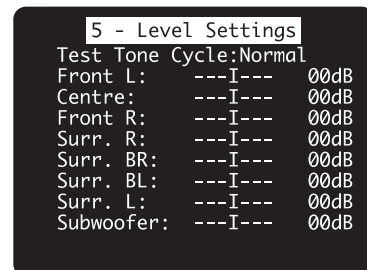 5 - Level Settings
Test Tone Cycle:Normal
Front L: ---I--- 00dB
Centre: ---I--- 00dB
Front R: ---I--- 00dB
Surr. R: ---I--- 00dB
Surr. BR: ---I--- 00dB
Surr. BL: ---I--- 00dB
Surr. L: ---I--- 00dB
Subwoofer: ---I--- 00dB